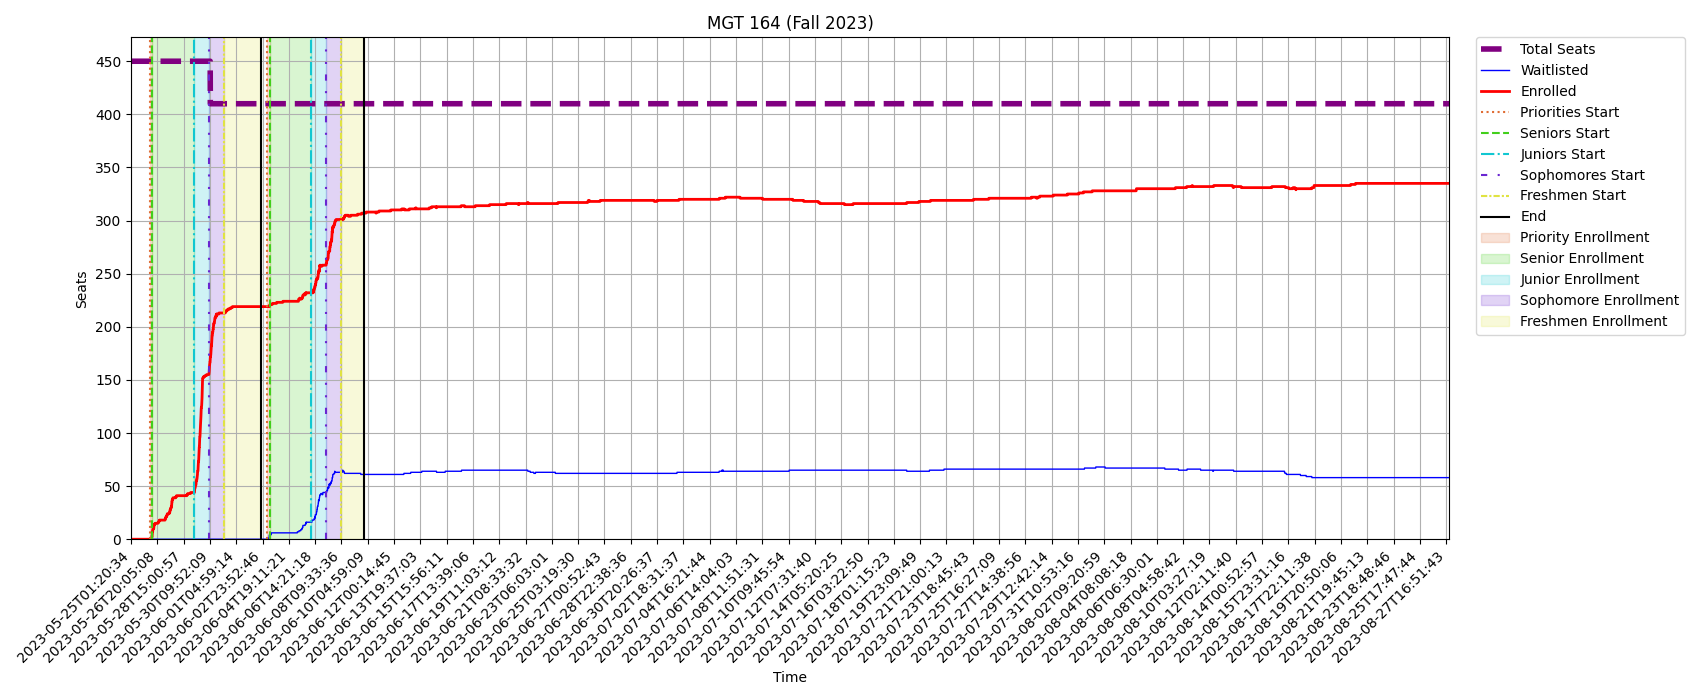 MGT 164 (Fall 2023)
Seats
450
400
350
300
250
200
150
100
50
0
2023-05-25T01:20:34
2023-05-26T20:05:08
2023-05-28T15:00:57
2023-05-30T09:52:09
2023-06-01T04:59:14
2023-06-02T23:52:46
2023-06-04T19:11:21
2023-06-06T14:21:18
2023-06-08T09:33:36
2023-06-10T04:59:09
2023-06-12T00:14:45
2023-06-13T19:37:03
2023-06-15T15:56:11
2023-06-17T13:39:06
2023-06-19T11:03:12
2023-06-21T08:33:32
2023-06-23T06:03:01
2023-06-25T03:19:30
2023-06-27T00:52:43
2023-06-28T22:38:36
2023-06-30T20:26:37
2023-07-02T18:31:37
2023-07-04T16:21:44
2023-07-06T14:04:03
2023-07-08T11:51:31
2023-07-10T09:45:54
2023-07-12T07:31:40
2023-07-14T05:20:25
2023-07-16T03:22:50
2023-07-18T01:15:23
2023-07-19T23:09:49
2023-07-21T21:00:13
2023-07-23T18:45:43
2023-07-25T16:27:09
2023-07-27T14:38:56
2023-07-29T12:42:14
2023-07-31T10:53:16
2023-08-02T09:20:59
2023-08-04T08:08:18
2023-08-06T06:30:01
2023-08-08T04:58:42
2023-08-10T03:27:19
2023-08-12T02:11:40
2023-08-14T00:52:57
2023-08-15T23:31:16
2023-08-17T22:11:38
2023-08-19T20:50:06
2023-08-21T19:45:13
2023-08-23T18:48:46
2023-08-25T17:47:44
2023-08-27T16:51:43
Time
Total Seats
Waitlisted
Enrolled
Priorities Start
Seniors Start
Juniors Start
Sophomores Start
Freshmen Start
End
Priority Enrollment
Senior Enrollment
Junior Enrollment
Sophomore Enrollment
Freshmen Enrollment